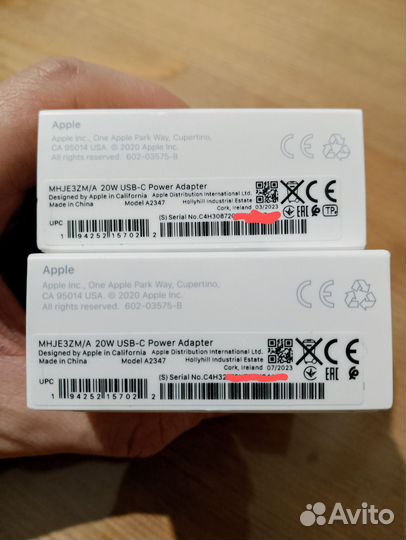 Apple
Apple Inc., One Apple Park Way, Cupertino,
CA 95014 USA. © 2020 Apple Inc.
All rights reserved. 602-03575-B
MHJE3ZM/A 20W USB-C Power Adapter
Designed by Apple in California Apple Distribution International Ltd.
Made in China Model A2347 Hollyhill Industrial Estate
Cork, Ireland 03/2023
UPC (S) Serial No.C4H308720
1 94252 15702 2
EAC TP
Apple
Apple Inc., One Apple Park Way, Cupertino,
CA 95014 USA. © 2020 Apple Inc.
All rights reserved. 602-03575-B
MHJE3ZM/A 20W USB-C Power Adapter
Designed by Apple in California Apple Distribution International Ltd.
Made in China Model A2347 Hollyhill Industrial Estate
Cork, Ireland 07/2023
UPC (S) Serial No.C4H32
1 94252 15702 2
EAC
Avito